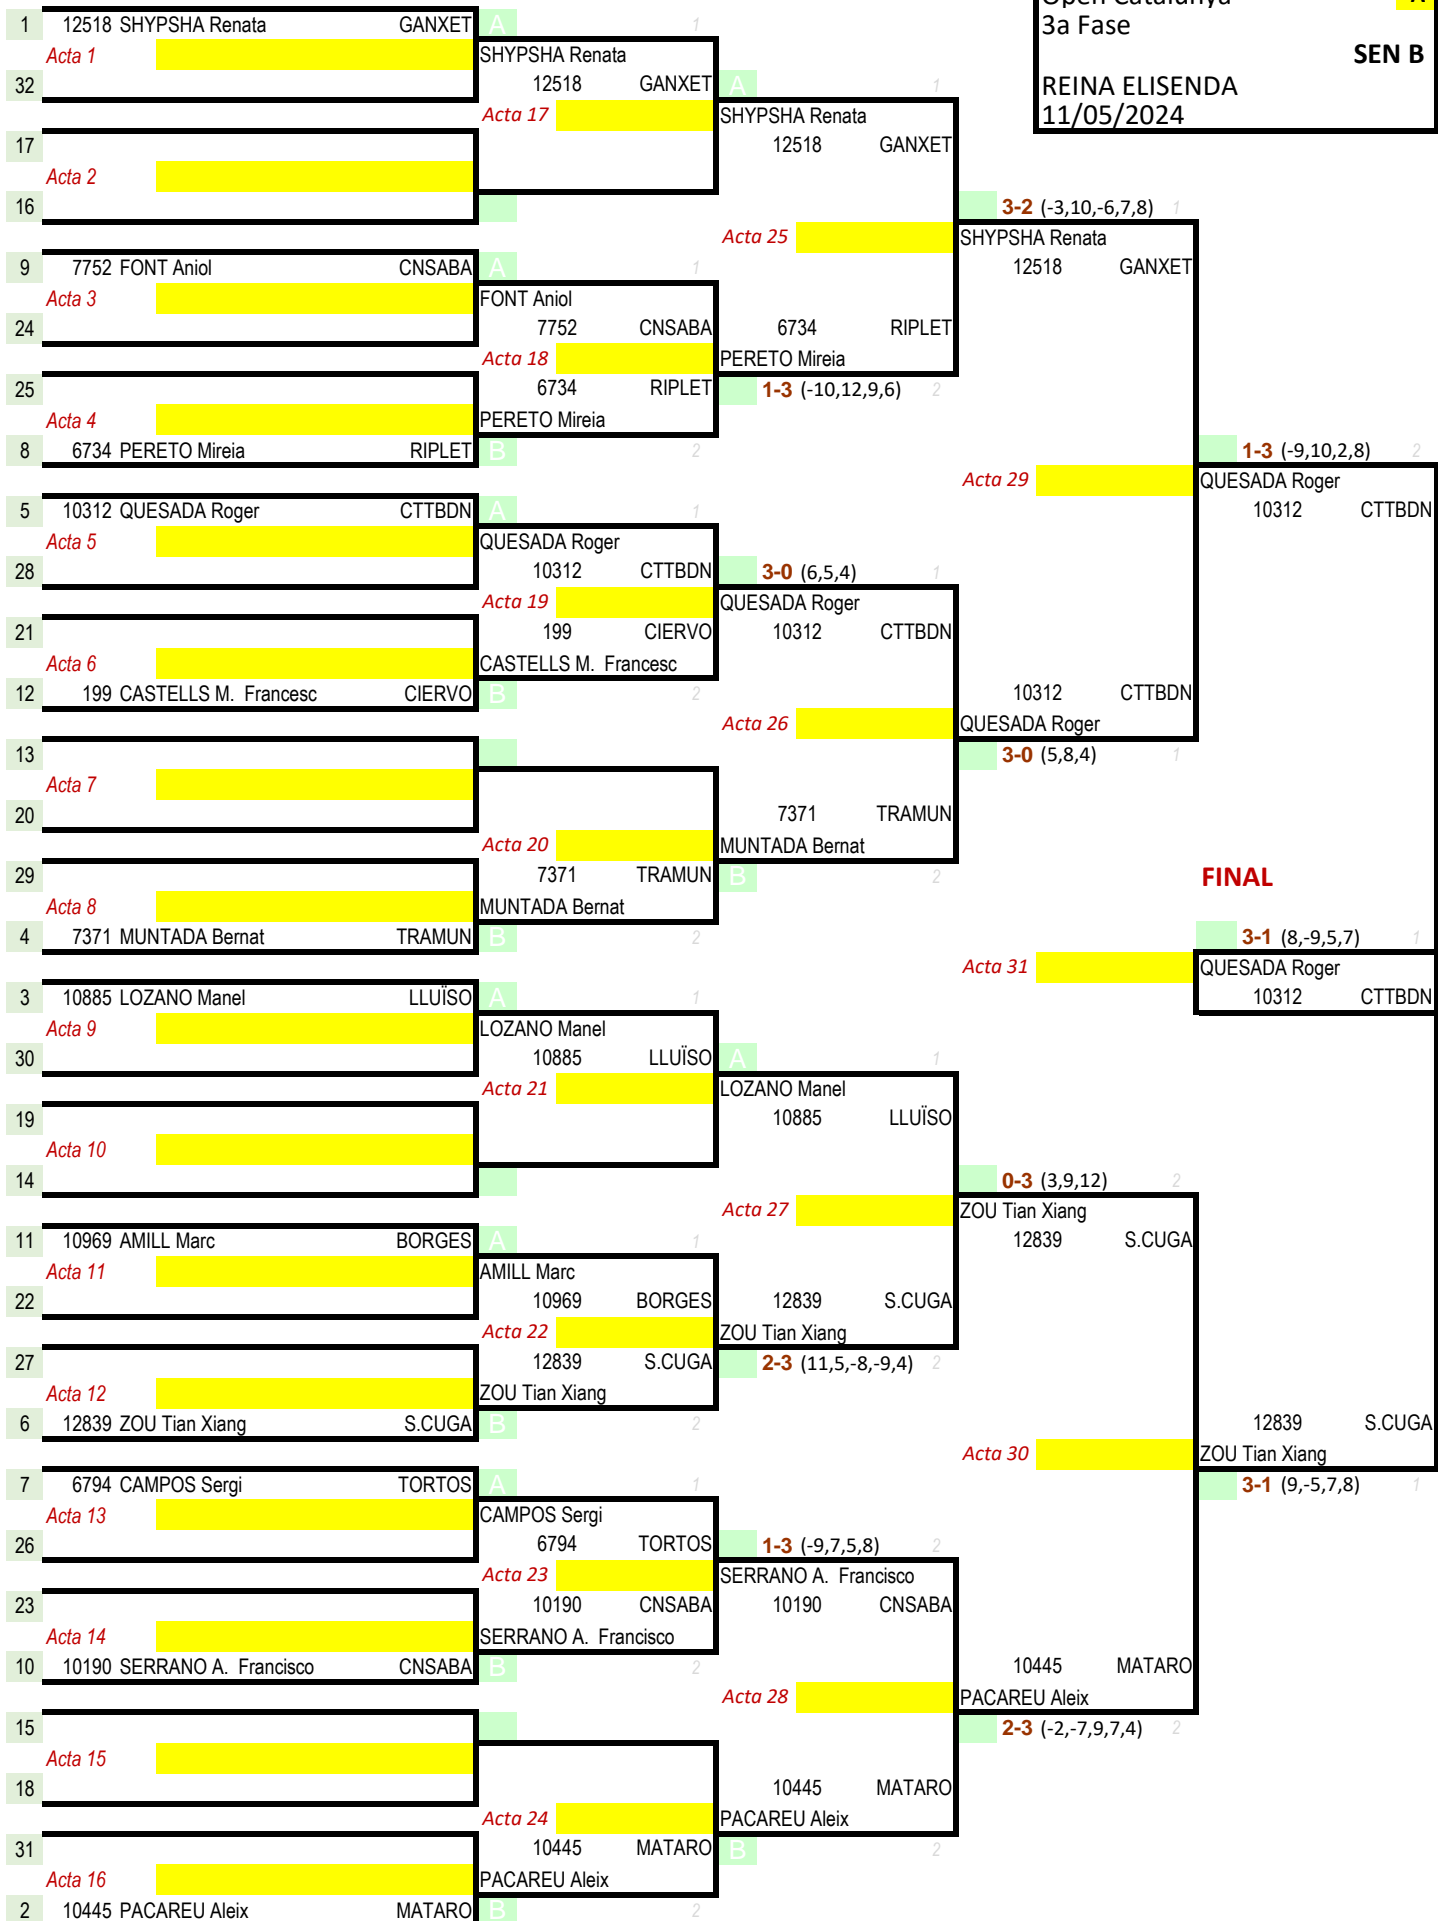 Open Catalunya A
3a Fase
SEN B
REINA ELISENDA
11/05/2024
1 12518 SHYPSHA Renata GANXET A 1
Acta 1
SHYPSHA Renata
32 12518 GANXET A 1
Acta 17
SHYPSHA Renata
17 12518 GANXET
Acta 2
16 3-2 (-3,10,-6,7,8) 1
Acta 25
SHYPSHA Renata
9 7752 FONT Aniol CNSABA A 1 12518 GANXET
Acta 3
FONT Aniol
24 7752 CNSABA 6734 RIPLET
Acta 18
PERETO Mireia
25 6734 RIPLET 1-3 (-10,12,9,6) 2
Acta 4
PERETO Mireia
8 6734 PERETO Mireia RIPLET B 2 1-3 (-9,10,2,8) 2
Acta 29
QUESADA Roger
5 10312 QUESADA Roger CTTBDN A 1 10312 CTTBDN
Acta 5
QUESADA Roger
28 10312 CTTBDN 3-0 (6,5,4) 1
Acta 19
QUESADA Roger
21 199 CIERVO 10312 CTTBDN
Acta 6
CASTELLS M. Francesc
12 199 CASTELLS M. Francesc CIERVO B 2 10312 CTTBDN
Acta 26
QUESADA Roger
13 3-0 (5,8,4) 1
Acta 7
20 7371 TRAMUN
Acta 20
MUNTADA Bernat
29 7371 TRAMUN B 2 FINAL
Acta 8
MUNTADA Bernat
4 7371 MUNTADA Bernat TRAMUN B 2 3-1 (8,-9,5,7) 1
Acta 31
QUESADA Roger
3 10885 LOZANO Manel LLUÏSO A 1 10312 CTTBDN
Acta 9
LOZANO Manel
30 10885 LLUÏSO A 1
Acta 21
LOZANO Manel
19 10885 LLUÏSO
Acta 10
14 0-3 (3,9,12) 2
Acta 27
ZOU Tian Xiang
11 10969 AMILL Marc BORGES A 1 12839 S.CUGA
Acta 11
AMILL Marc
22 10969 BORGES 12839 S.CUGA
Acta 22
ZOU Tian Xiang
27 12839 S.CUGA 2-3 (11,5,-8,-9,4) 2
Acta 12
ZOU Tian Xiang
6 12839 ZOU Tian Xiang S.CUGA B 2 12839 S.CUGA
Acta 30
ZOU Tian Xiang
7 6794 CAMPOS Sergi TORTOS A 1 3-1 (9,-5,7,8) 1
Acta 13
CAMPOS Sergi
26 6794 TORTOS 1-3 (-9,7,5,8) 2
Acta 23
SERRANO A. Francisco
23 10190 CNSABA 10190 CNSABA
Acta 14
SERRANO A. Francisco
10 10190 SERRANO A. Francisco CNSABA B 2 10445 MATARO
Acta 28
PACAREU Aleix
15 2-3 (-2,-7,9,7,4) 2
Acta 15
18 10445 MATARO
Acta 24
PACAREU Aleix
31 10445 MATARO B 2
Acta 16
PACAREU Aleix
2 10445 PACAREU Aleix MATARO B 2